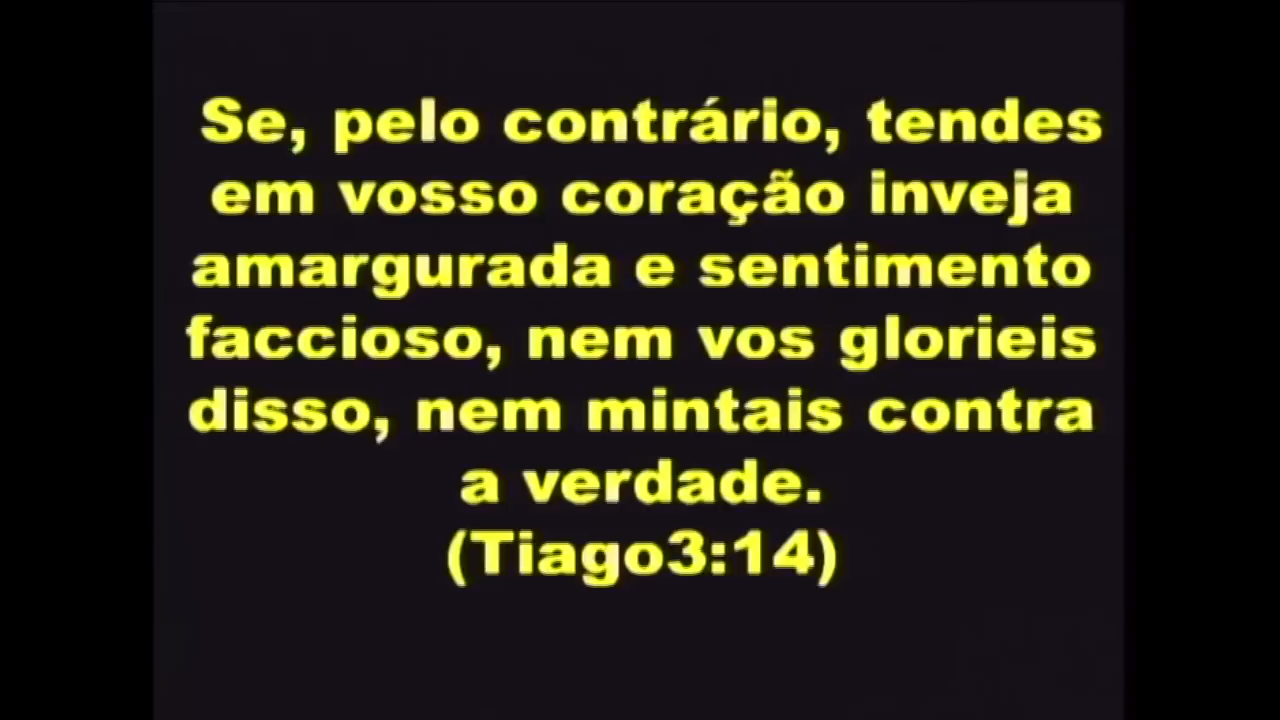 Se, pelo contrário, tendes
em vosso coração inveja
amargurada e sentimento
faccioso, nem vos glorieis
disso, nem mintais contra
a verdade.
(Tiago3:14)